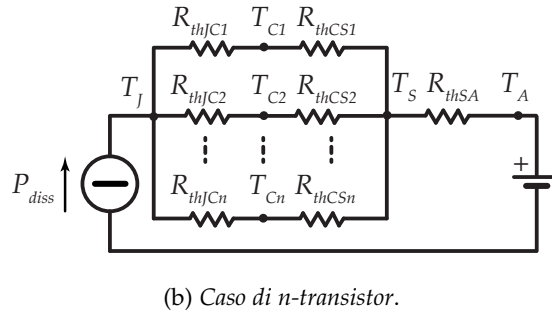 R_thJC1 T_C1 R_thCS1
T_J R_thJC2 T_C2 R_thCS2 T_S R_thSA T_A
P_diss
+
R_thJCn T_Cn R_thCSn
(b) Caso di n-transistor.